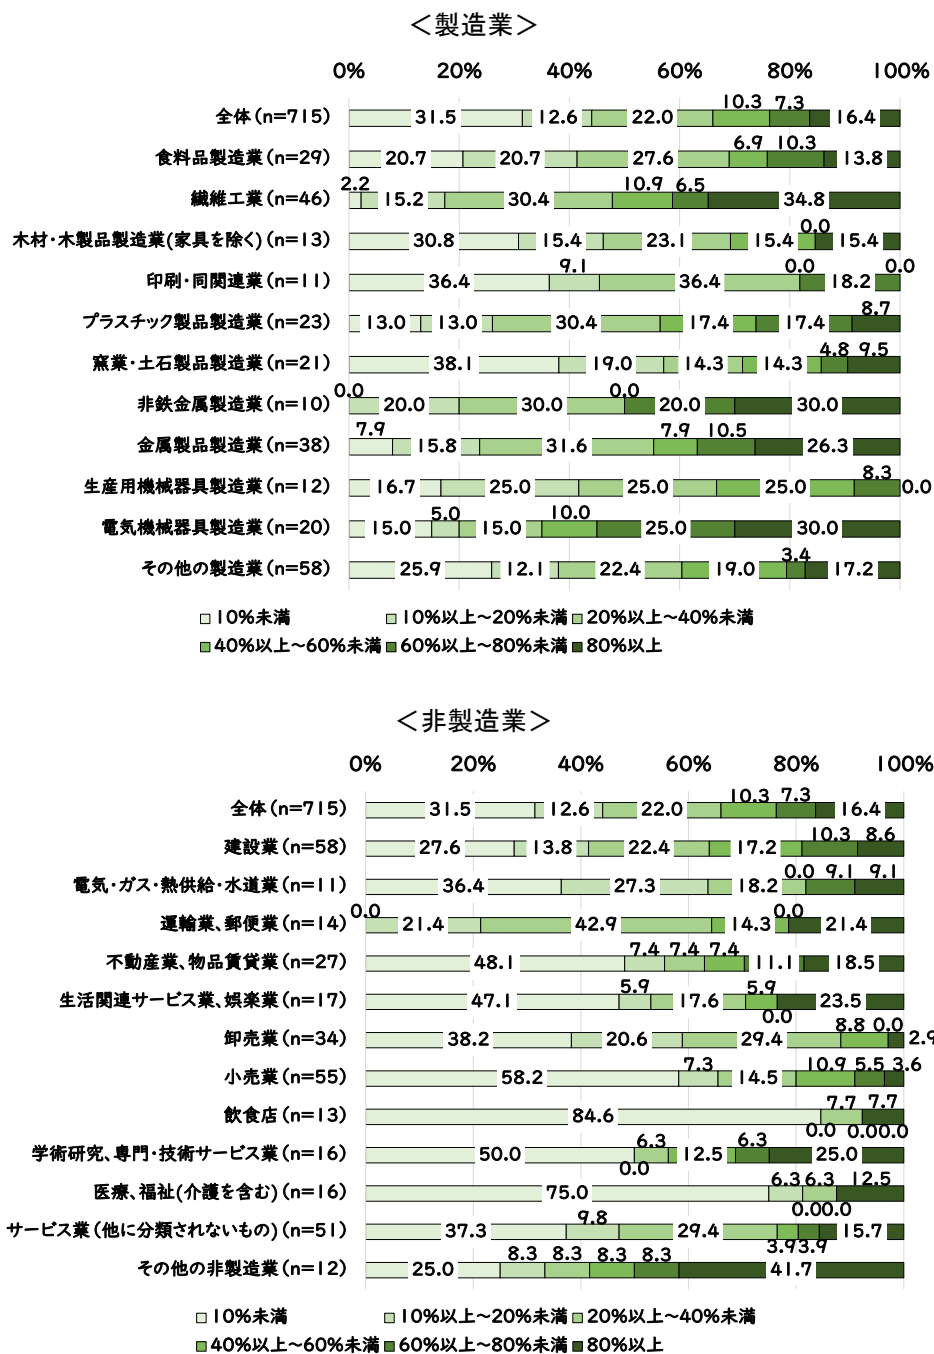 ＜製造業＞
0% 20% 40% 60% 80% 100%
全体(n=715) 31.5 12.6 22.0 10.3 7.3 16.4
食料品製造業(n=29) 20.7 20.7 27.6 6.9 10.3 13.8
繊維工業(n=46) 2.2 15.2 30.4 10.9 6.5 34.8
木材・木製品製造業(家具を除く)(n=13) 30.8 15.4 23.1 15.4 0.0 15.4
印刷・同関連業(n=11) 36.4 9.1 36.4 0.0 18.2 0.0
プラスチック製品製造業(n=23) 13.0 13.0 30.4 17.4 17.4 8.7
窯業・土石製品製造業(n=21) 38.1 19.0 14.3 14.3 4.8 9.5
非鉄金属製造業(n=10) 0.0 20.0 30.0 0.0 20.0 30.0
金属製品製造業(n=38) 7.9 15.8 31.6 7.9 10.5 26.3
生産用機械器具製造業(n=12) 16.7 25.0 25.0 25.0 8.3 0.0
電気機械器具製造業(n=20) 15.0 5.0 15.0 10.0 25.0 30.0
その他の製造業(n=58) 25.9 12.1 22.4 19.0 3.4 17.2
10%未満 10%以上～20%未満 20%以上～40%未満
40%以上～60%未満 60%以上～80%未満 80%以上
＜非製造業＞
0% 20% 40% 60% 80% 100%
全体(n=715) 31.5 12.6 22.0 10.3 7.3 16.4
建設業(n=58) 27.6 13.8 22.4 17.2 10.3 8.6
電気・ガス・熱供給・水道業(n=11) 36.4 27.3 18.2 0.0 9.1 9.1
運輸業、郵便業(n=14) 0.0 21.4 42.9 14.3 0.0 21.4
不動産業、物品賃貸業(n=27) 48.1 7.4 7.4 7.4 11.1 18.5
生活関連サービス業、娯楽業(n=17) 47.1 5.9 17.6 5.9 0.0 23.5
卸売業(n=34) 38.2 20.6 29.4 8.8 0.0 2.9
小売業(n=55) 58.2 7.3 14.5 10.9 5.5 3.6
飲食店(n=13) 84.6 0.0 7.7 0.0 0.0 7.7
学術研究、専門・技術サービス業(n=16) 50.0 0.0 6.3 12.5 6.3 25.0
医療、福祉(介護を含む)(n=16) 75.0 6.3 6.3 0.0 0.0 12.5
サービス業(他に分類されないもの)(n=51) 37.3 9.8 29.4 3.9 3.9 15.7
その他の非製造業(n=12) 25.0 8.3 8.3 8.3 8.3 41.7
10%未満 10%以上～20%未満 20%以上～40%未満
40%以上～60%未満 60%以上～80%未満 80%以上